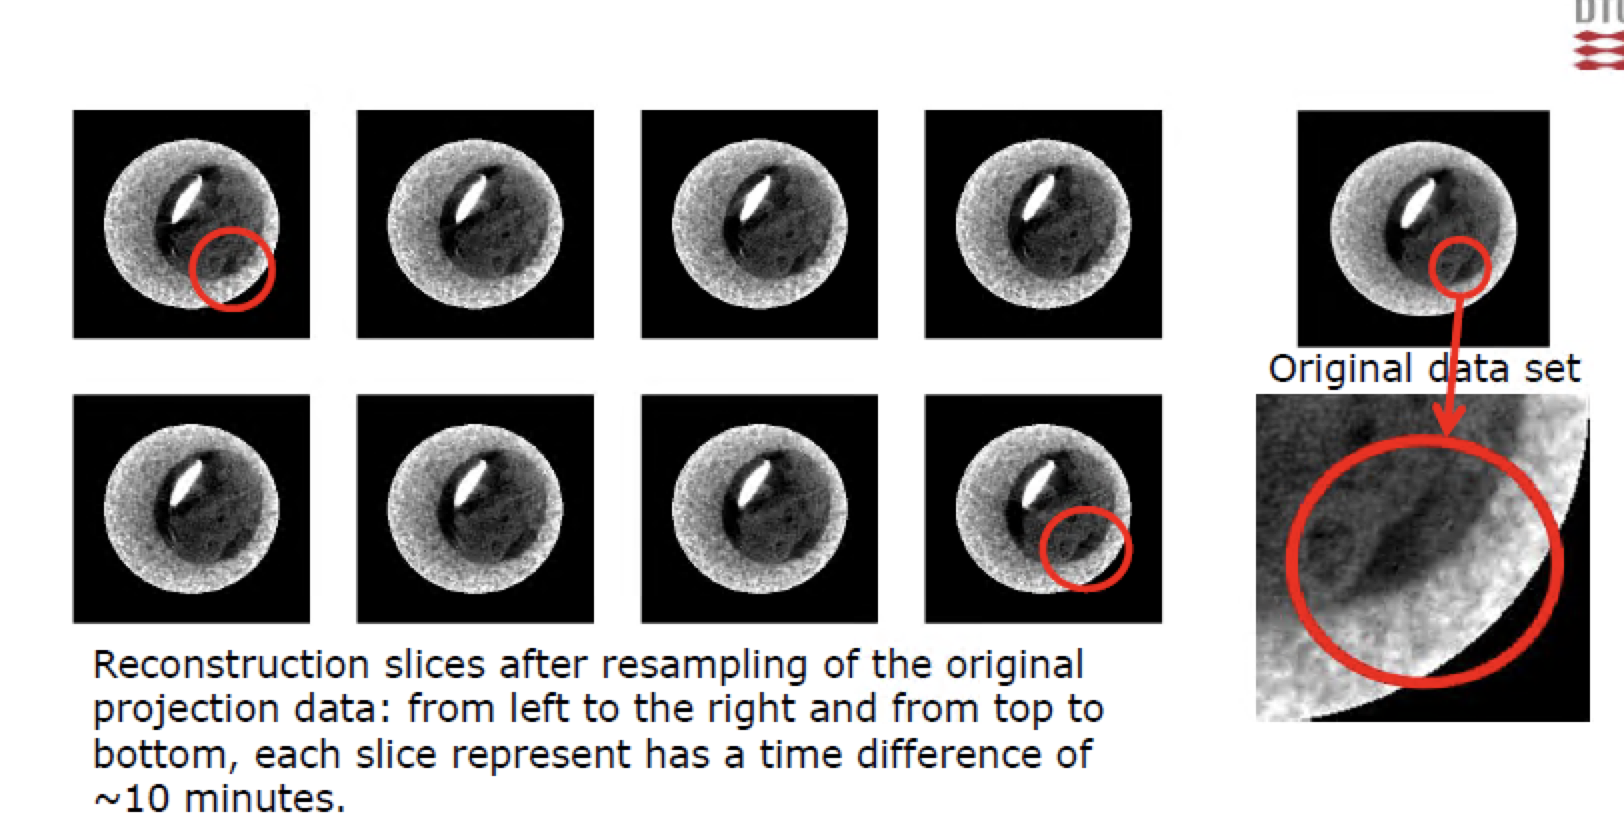 DTU
Original data set
Reconstruction slices after resampling of the original
projection data: from left to the right and from top to
bottom, each slice represent has a time difference of
~10 minutes.